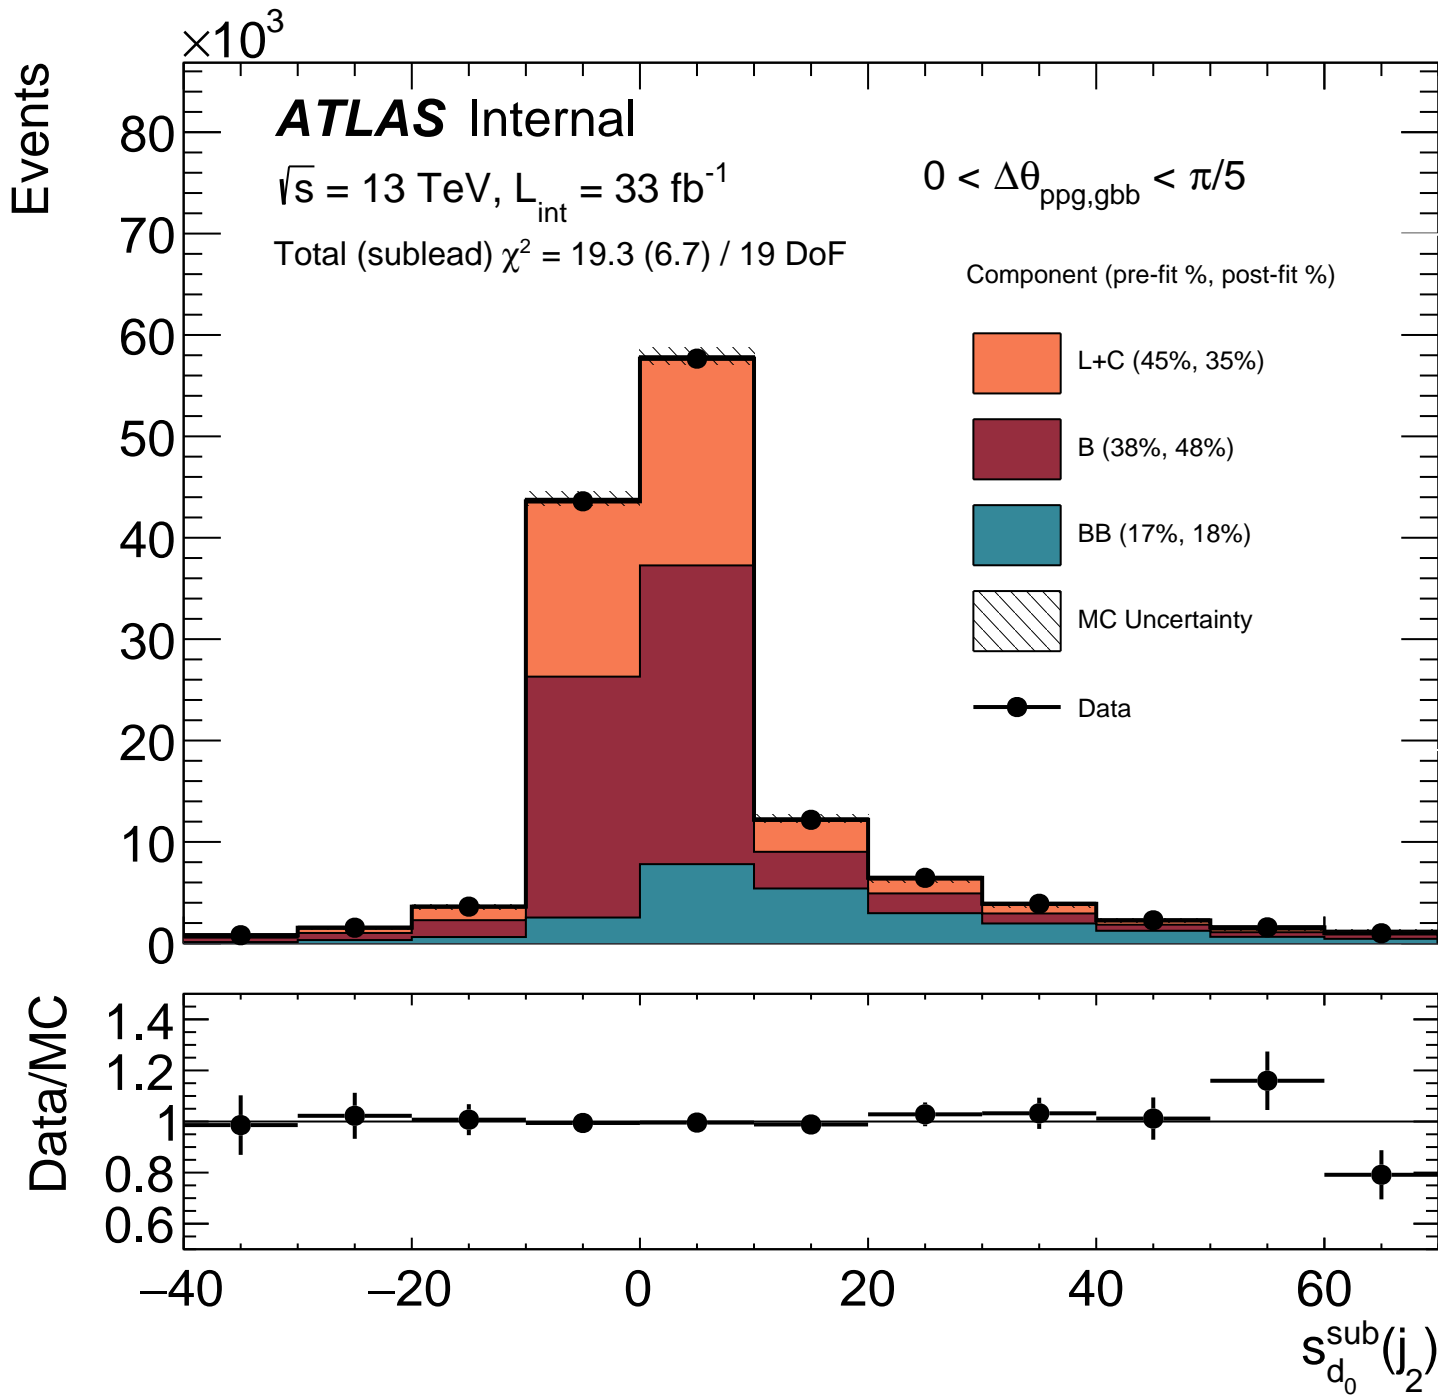 ×10³
Events
ATLAS Internal
√s = 13 TeV, L_int = 33 fb⁻¹
0 < Δθ_ppg,gbb < π/5
Total (sublead) χ² = 19.3 (6.7) / 19 DoF
Component (pre-fit %, post-fit %)
L+C (45%, 35%)
B (38%, 48%)
BB (17%, 18%)
MC Uncertainty
Data
80
70
60
50
40
30
20
10
0
Data/MC
1.4
1.2
1
0.8
0.6
−40
−20
0
20
40
60
s_d₀^sub(j₂)